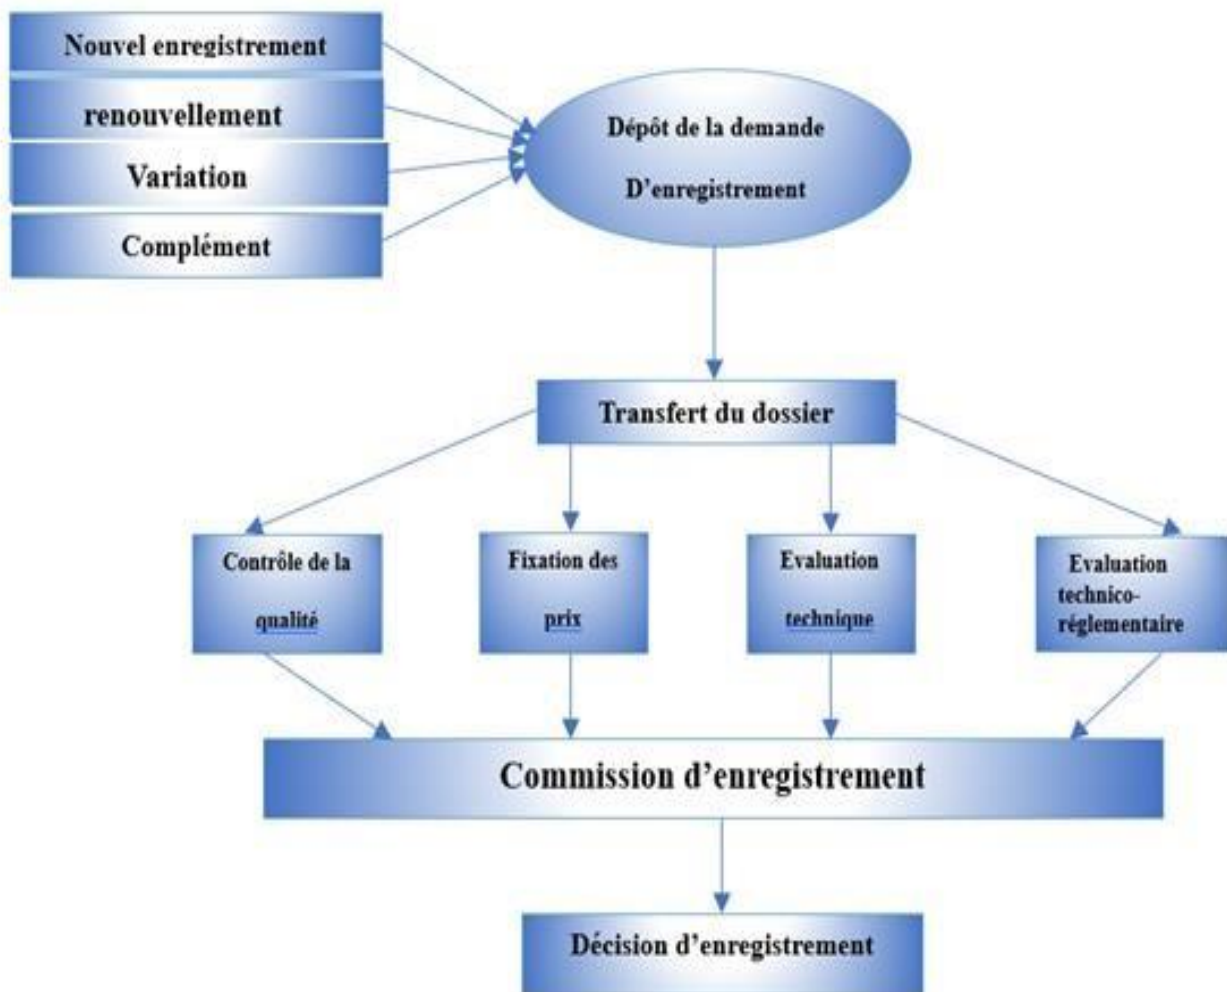 Nouvel enregistrement
renouvellement
Variation
Complément
Dépôt de la demande
D’enregistrement
Transfert du dossier
Contrôle de la
qualité
Fixation des
prix
Evaluation
technique
Evaluation
technico-
réglementaire
Commission d’enregistrement
Décision d’enregistrement